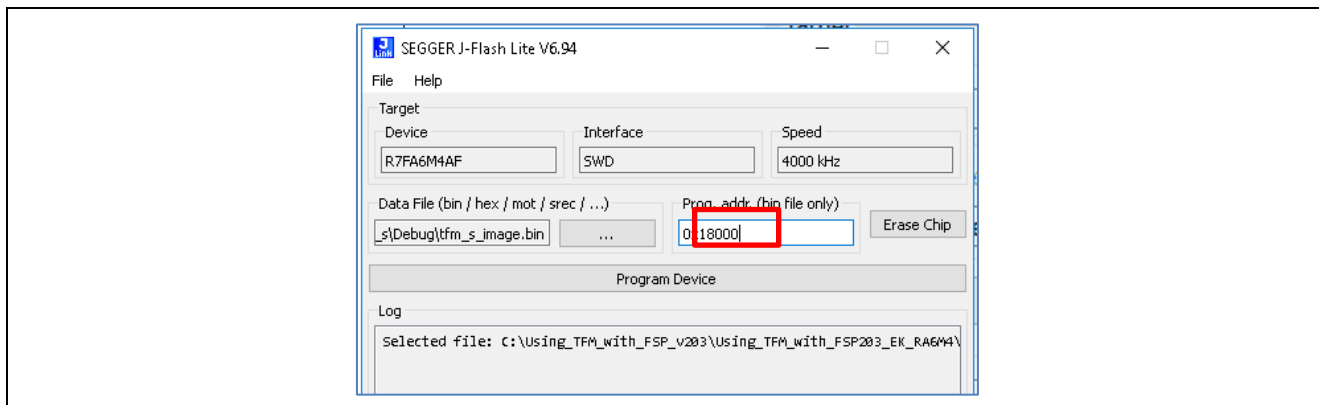 SEGGER J-Flash Lite V6.94
File Help
Target
Device Interface Speed
R7FA6M4AF SWD 4000 kHz
Data File (bin / hex / mot / srec / ...) Prog. addr. (bin file only)
_s\Debug\tfm_s_image.bin ... 0x18000 Erase Chip
Program Device
Log
Selected file: C:\Using_TFM_with_FSP_v203\Using_TFM_with_FSP203_EK_RA6M4\